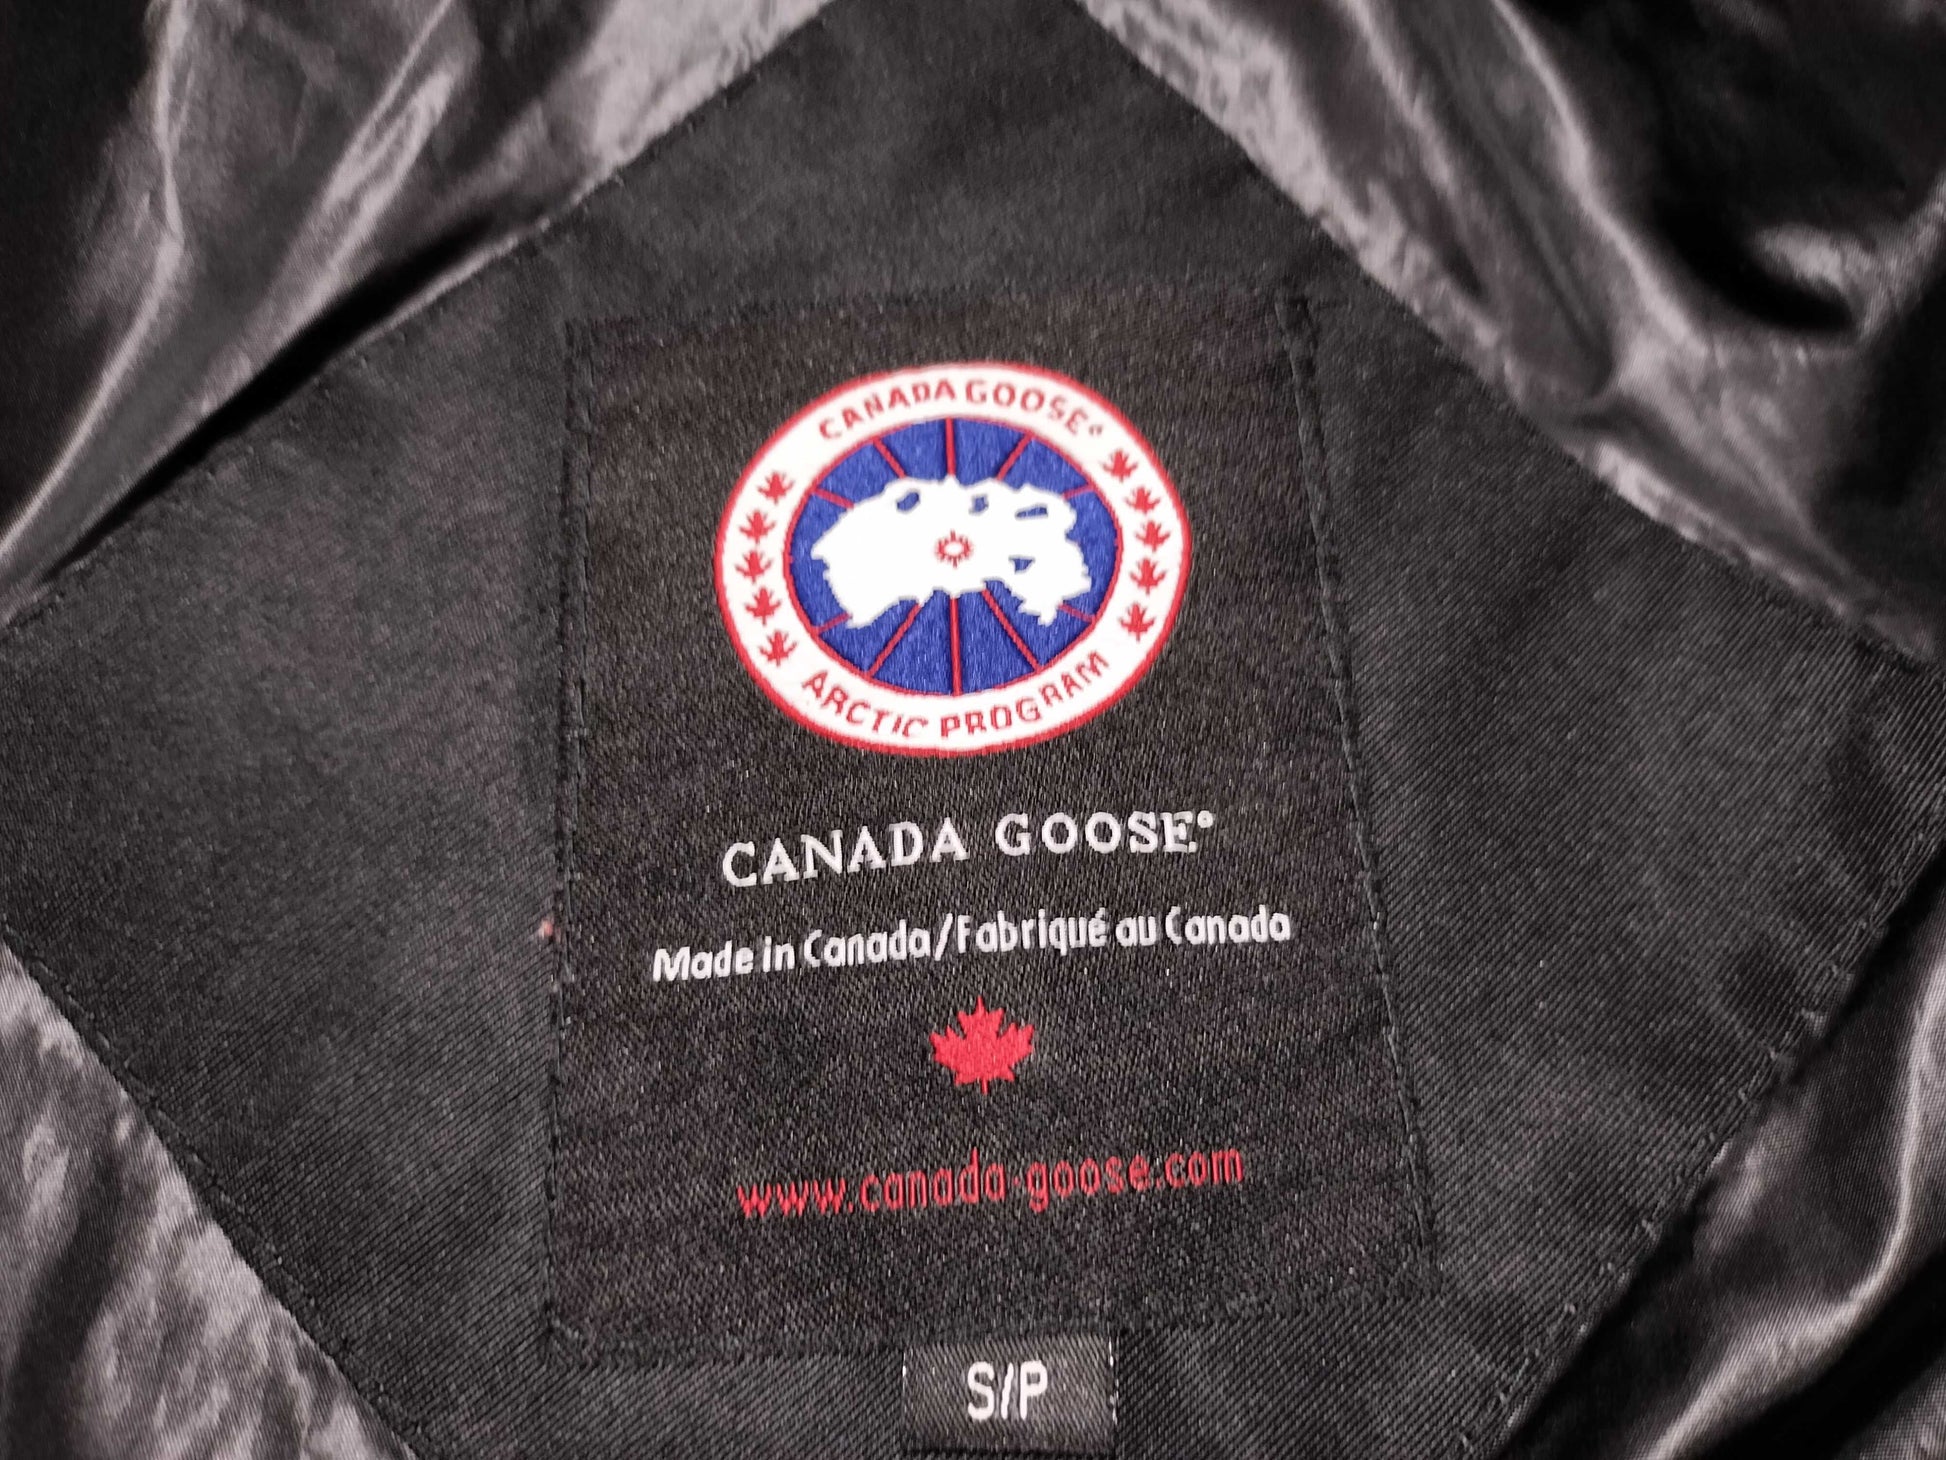 CANADA GOOSE®
ARCTIC PROGRAM
CANADA GOOSE®
Made in Canada/Fabriqué au Canada
www.canada-goose.com
S/P